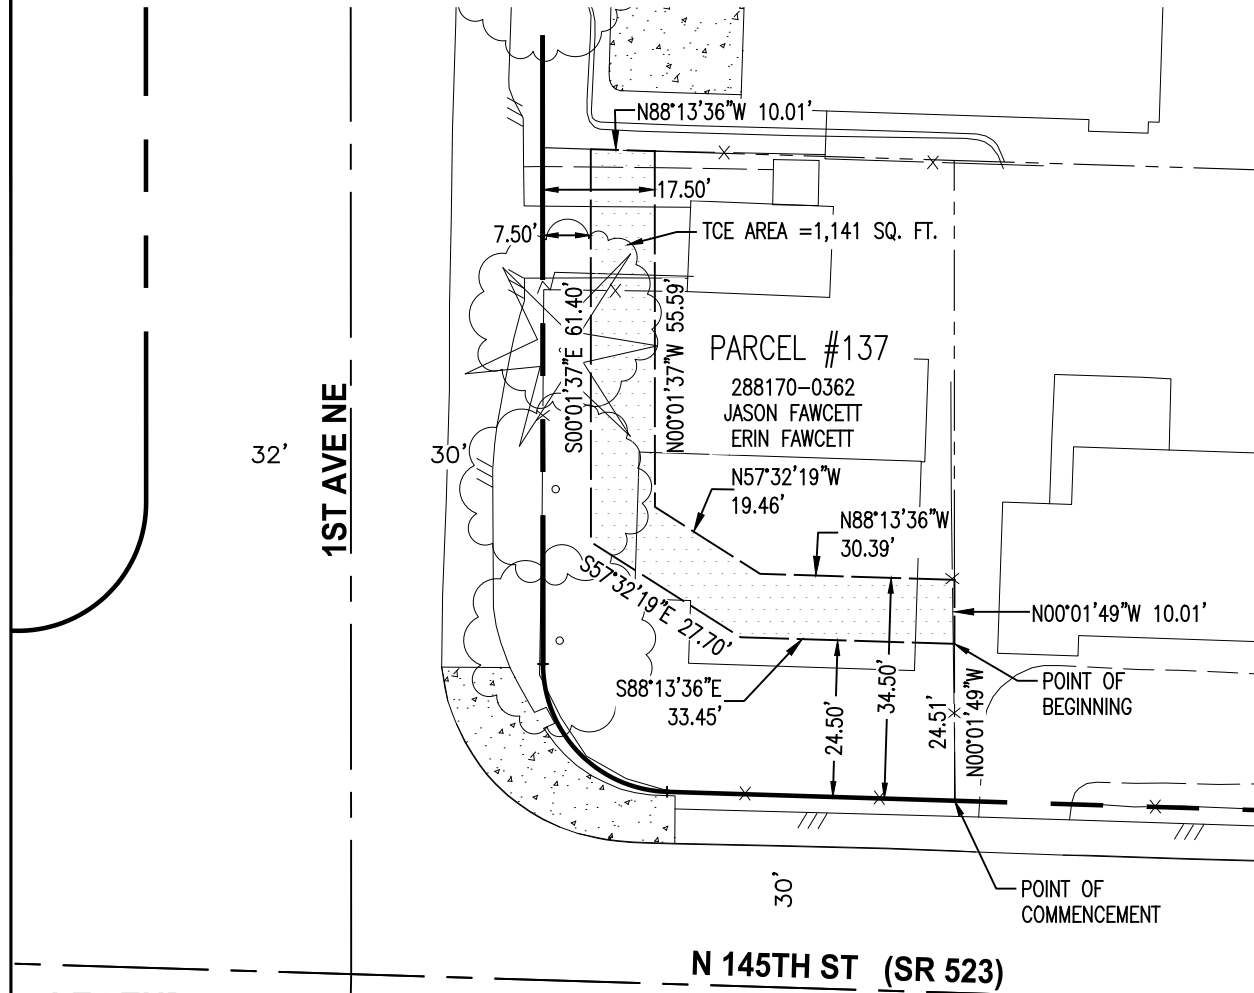 N88°13'36"W 10.01'
17.50'
7.50'
TCE AREA =1,141 SQ. FT.
S00°01'37"E 61.40'
N00°01'37"W 55.59'
PARCEL #137
288170-0362
JASON FAWCETT
ERIN FAWCETT
32'
1ST AVE NE
30'
N57°32'19"W
19.46'
N88°13'36"W
30.39'
S57°32'19"E 27.70'
N00°01'49"W 10.01'
S88°13'36"E
33.45'
24.50'
34.50'
24.51'
N00°01'49"W
POINT OF
BEGINNING
30'
POINT OF
COMMENCEMENT
N 145TH ST (SR 523)